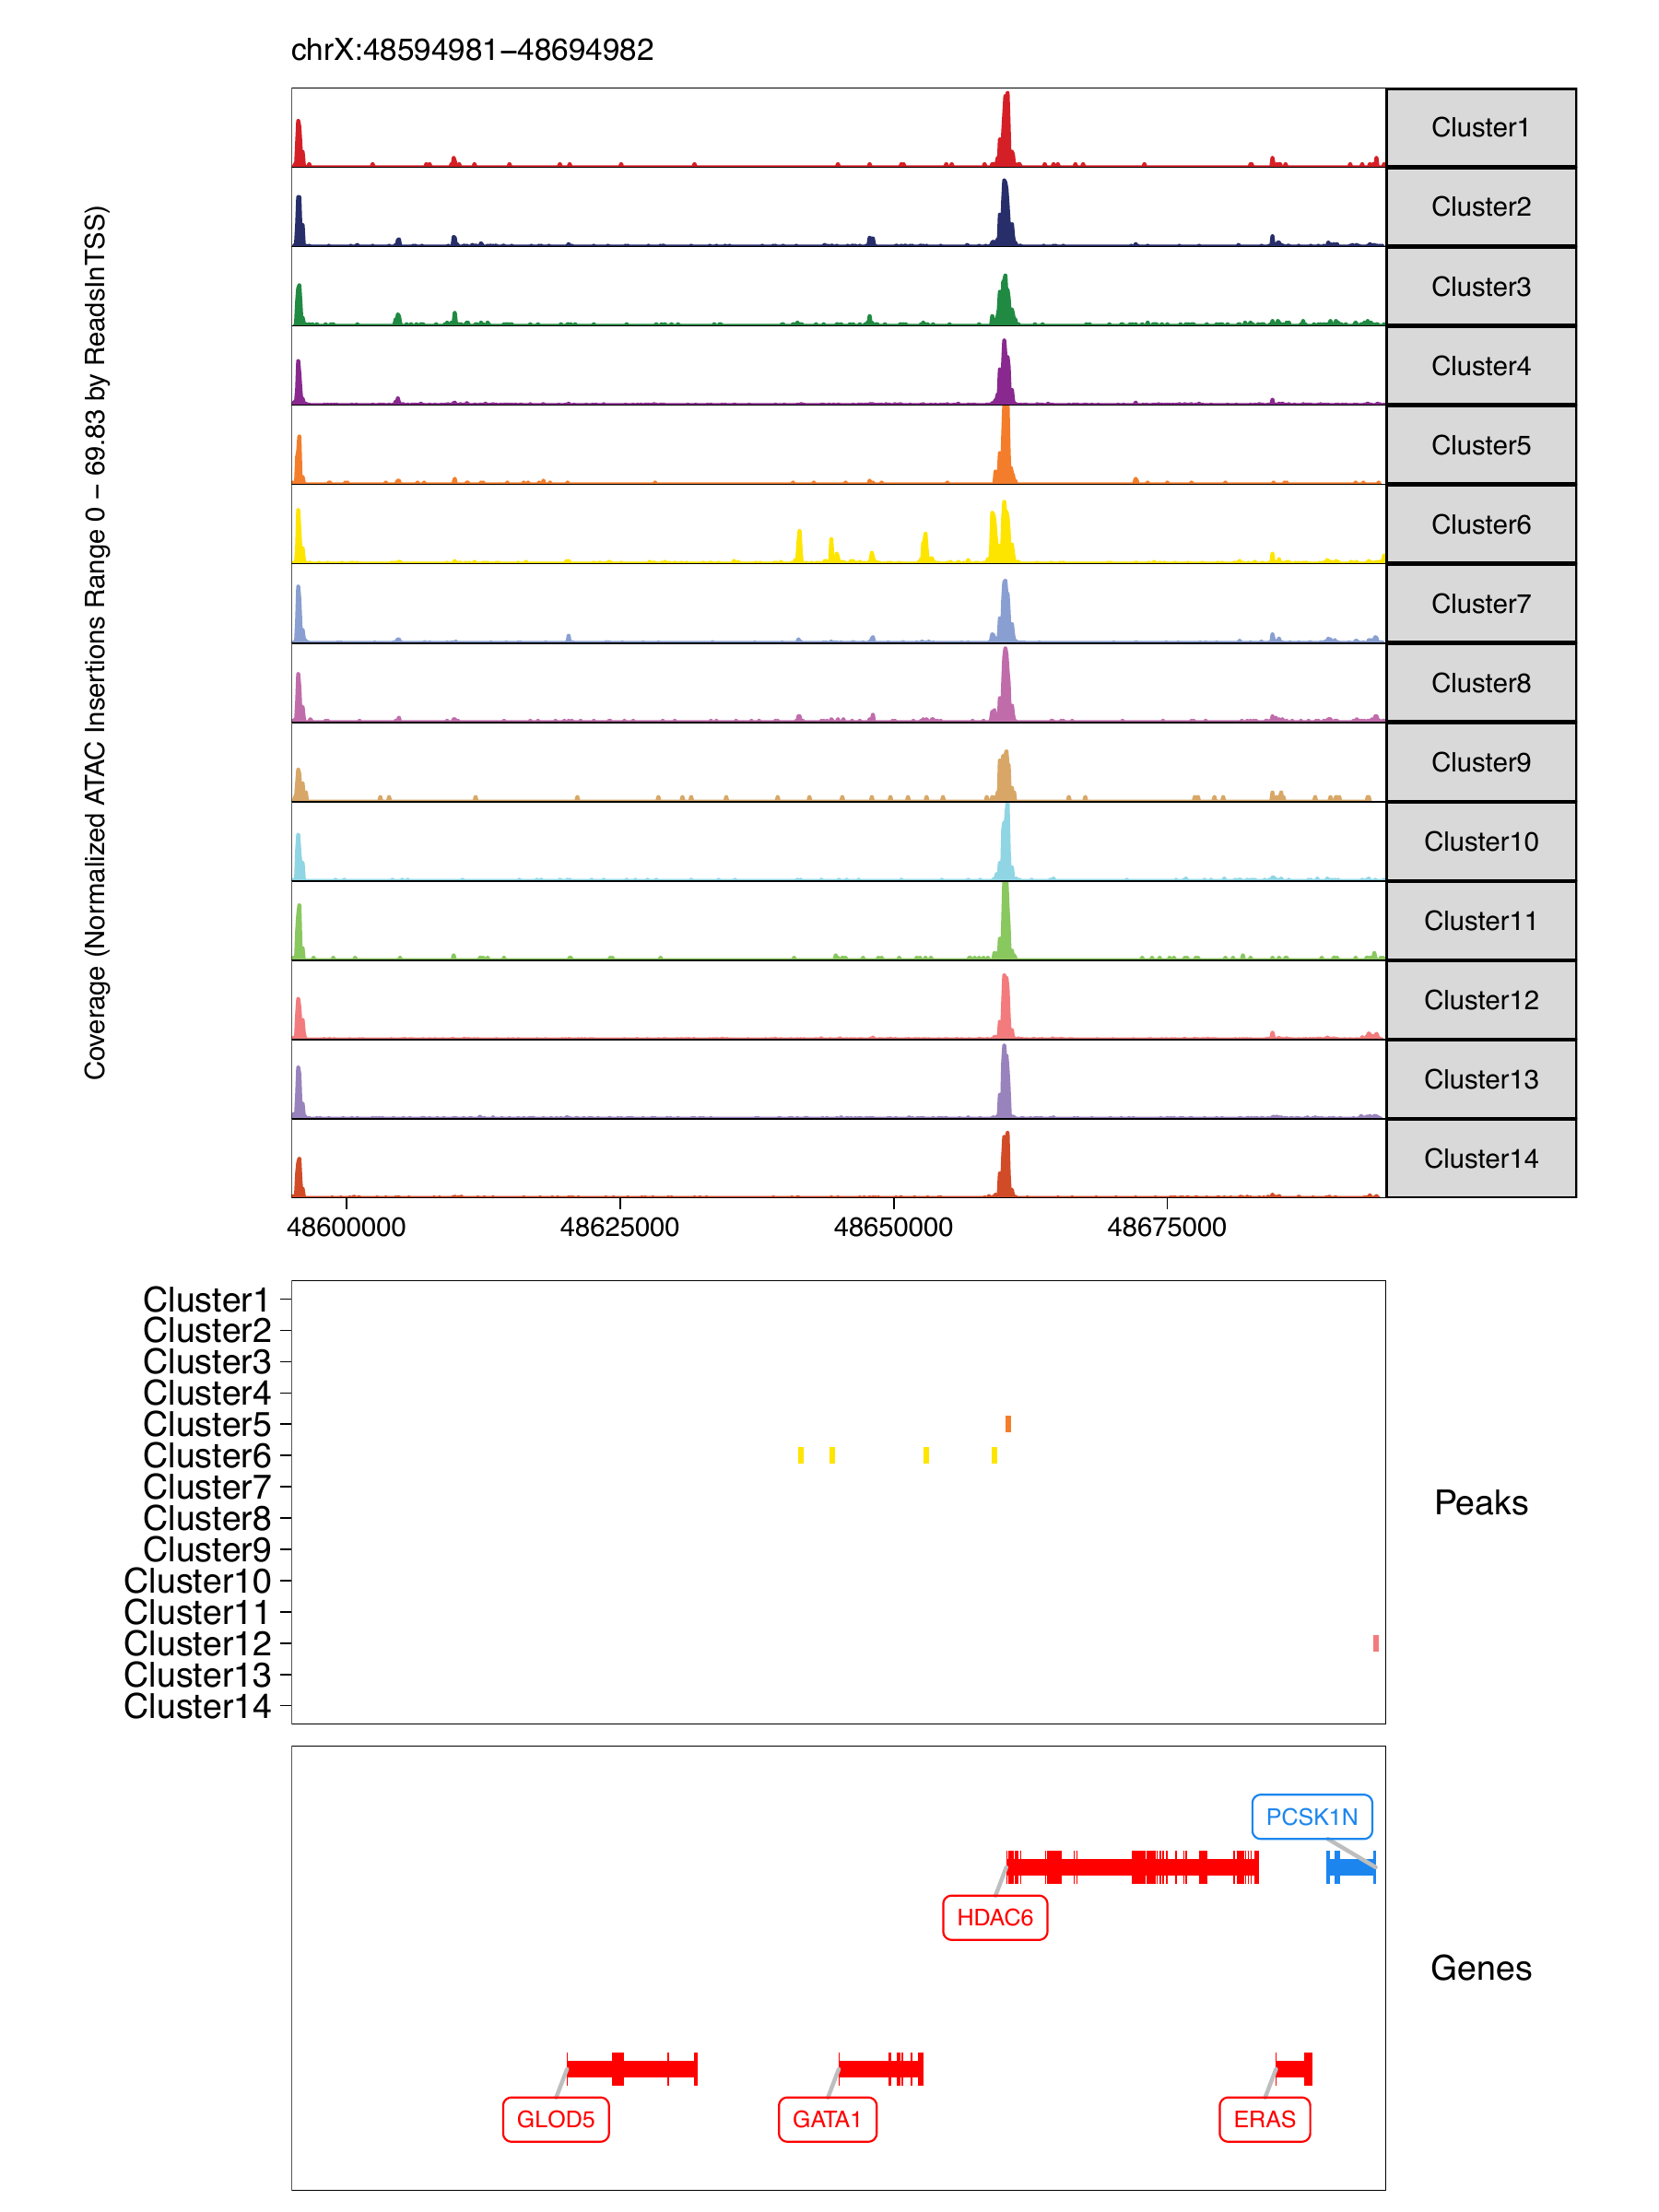 chrX:48594981−48694982
Coverage (Normalized ATAC Insertions Range 0 − 69.83 by ReadsInTSS)
Cluster1
Cluster2
Cluster3
Cluster4
Cluster5
Cluster6
Cluster7
Cluster8
Cluster9
Cluster10
Cluster11
Cluster12
Cluster13
Cluster14
48600000 48625000 48650000 48675000
Cluster1
Cluster2
Cluster3
Cluster4
Cluster5
Cluster6
Cluster7
Cluster8
Cluster9
Cluster10
Cluster11
Cluster12
Cluster13
Cluster14
Peaks
PCSK1N
HDAC6
Genes
GLOD5 GATA1 ERAS